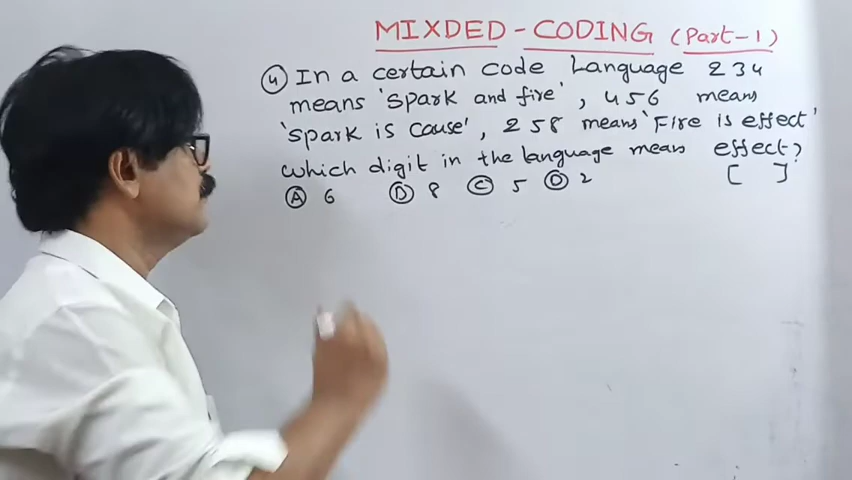 MIXDED - CODING (Part-1)
④ In a certain code Language 234
means 'spark and fire', 456 means
'spark is cause', 258 means 'Fire is effect'
which digit in the language means effect?
Ⓐ 6 Ⓑ 8 Ⓒ 5 Ⓓ 2 [ ]